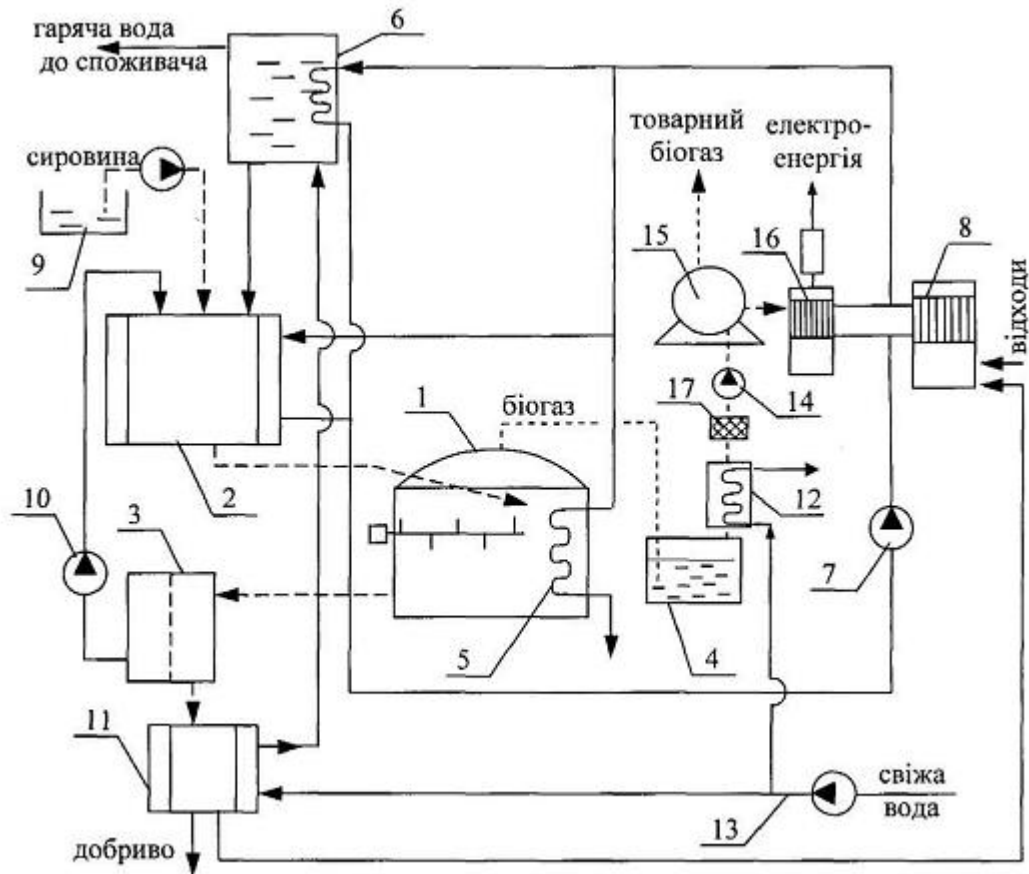 гаряча вода
до споживача
6
товарний
біогаз
електро-
енергія
сировина
9
15
16
8
відходи
1
біогаз
17
14
2
12
10
3
7
5
4
11
свіжа
вода
13
добриво